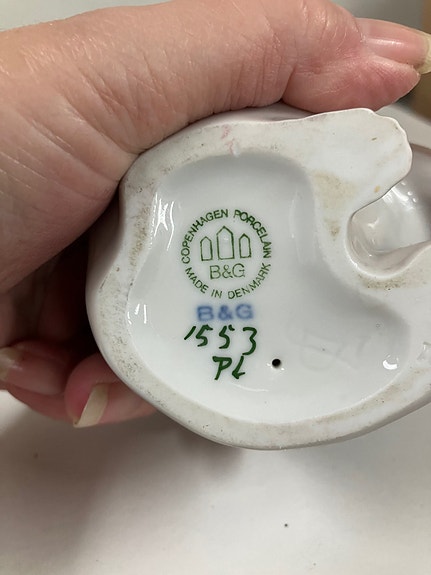 COPENHAGEN PORCELAIN
B&G
MADE IN DENMARK
B&G
1553
PL